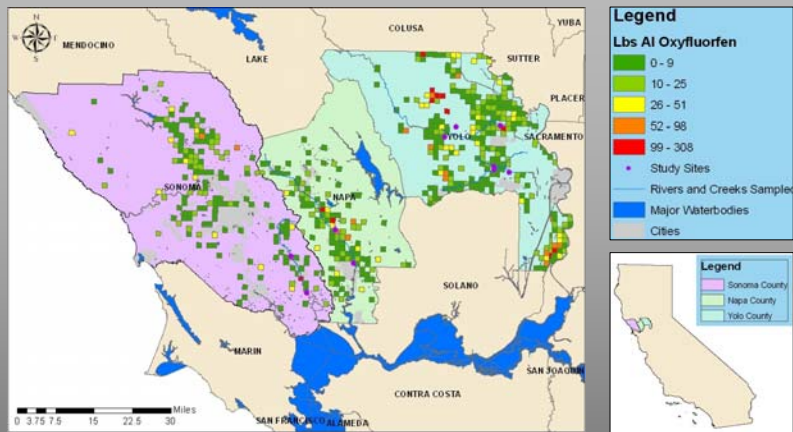 N
W
E
S
MENDOCINO
COLUSA
YUBA
LAKE
SUTTER
PLACER
YOLO
SACRAMENTO
SONOMA
NAPA
SOLANO
MARIN
SAN JOAQUIN
CONTRA COSTA
SAN FRANCISCO
ALAMEDA
Miles
0 3.75 7.5 15 22.5 30
Legend
Lbs AI Oxyfluorfen
0 - 9
10 - 25
26 - 51
52 - 98
99 - 308
Study Sites
Rivers and Creeks Sampled
Major Waterbodies
Cities
Legend
Sonoma County
Napa County
Yolo County